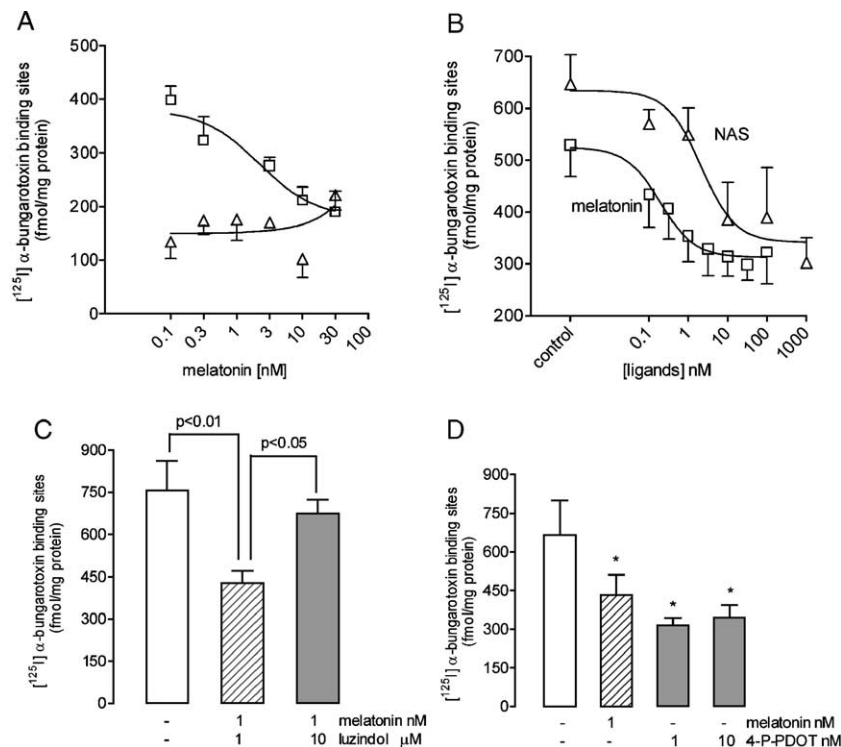 A
[125I] α-bungarotoxin binding sites
(fmol/mg protein)
500
400
300
200
100
0
0.1
0.3
1
3
10
30
100
melatonin [nM]
B
[125I] α-bungarotoxin binding sites
(fmol/mg protein)
700
600
500
400
300
200
NAS
melatonin
control
0.1
1
10
100
1000
[ligands] nM
C
[125I] α-bungarotoxin binding sites
(fmol/mg protein)
900
750
600
450
300
150
0
p<0.01
p<0.05
- 1 1 melatonin nM
- 1 10 luzindol µM
D
[125I] α-bungarotoxin binding sites
(fmol/mg protein)
900
750
600
450
300
150
0
* * *
- 1 - - melatonin nM
- - 1 10 4-P-PDOT nM